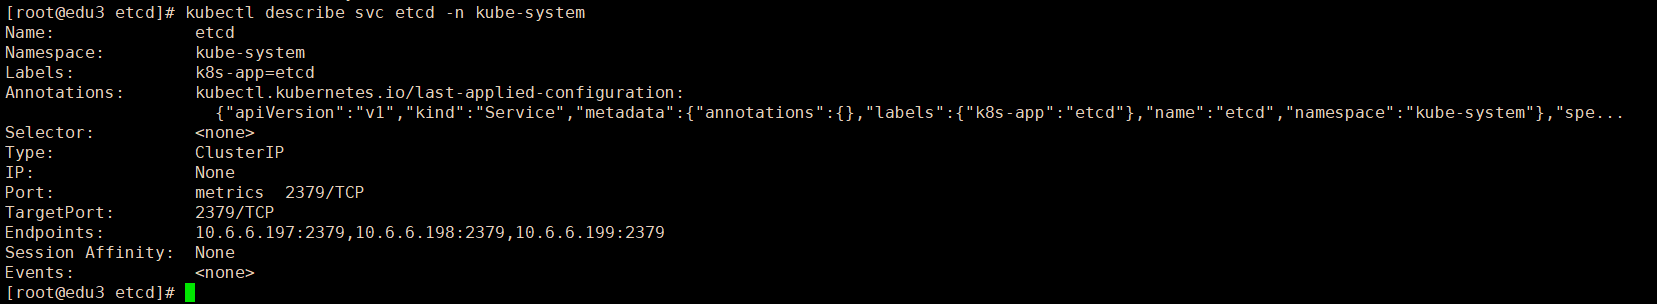 [root@edu3 etcd]# kubectl describe svc etcd -n kube-system
Name:              etcd
Namespace:         kube-system
Labels:            k8s-app=etcd
Annotations:       kubectl.kubernetes.io/last-applied-configuration:
                     {"apiVersion":"v1","kind":"Service","metadata":{"annotations":{},"labels":{"k8s-app":"etcd"},"name":"etcd","namespace":"kube-system"},"spe...
Selector:          <none>
Type:              ClusterIP
IP:                None
Port:              metrics  2379/TCP
TargetPort:        2379/TCP
Endpoints:         10.6.6.197:2379,10.6.6.198:2379,10.6.6.199:2379
Session Affinity:  None
Events:            <none>
[root@edu3 etcd]#